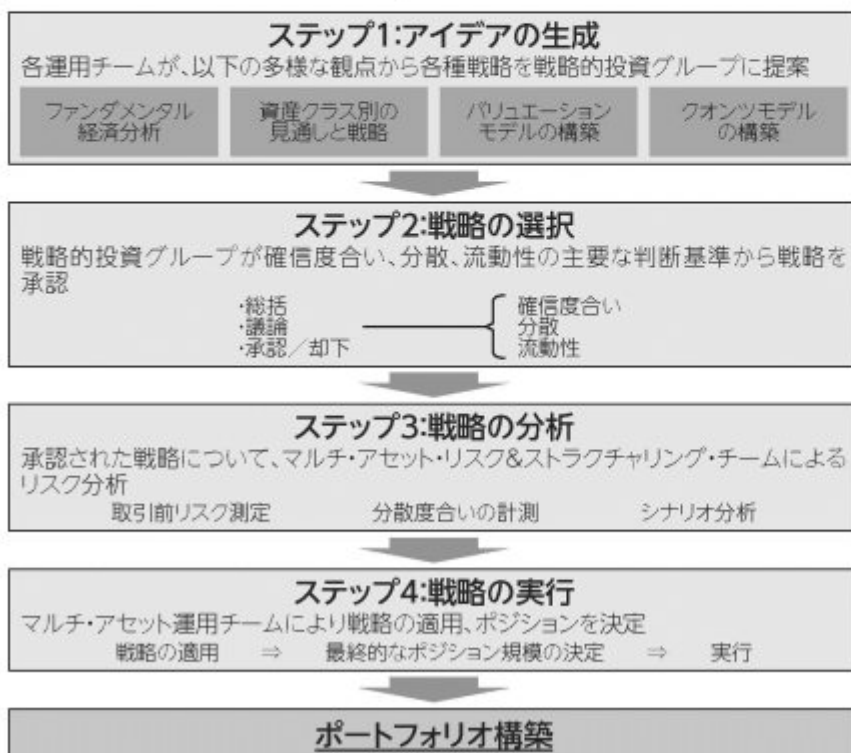 ステップ1:アイデアの生成
各運用チームが、以下の多様な観点から各種戦略を戦略的投資グループに提案
ファンダメンタル
経済分析
資産クラス別の
見通しと戦略
バリュエーション
モデルの構築
クオンツモデル
の構築
ステップ2:戦略の選択
戦略的投資グループが確信度合い、分散、流動性の主要な判断基準から戦略を
承認
・総括
・議論
・承認/却下
確信度合い
分散
流動性
ステップ3:戦略の分析
承認された戦略について、マルチ・アセット・リスク&ストラクチャリング・チームによる
リスク分析
取引前リスク測定 分散度合いの計測 シナリオ分析
ステップ4:戦略の実行
マルチ・アセット運用チームにより戦略の適用、ポジションを決定
戦略の適用 ⇒ 最終的なポジション規模の決定 ⇒ 実行
ポートフォリオ構築